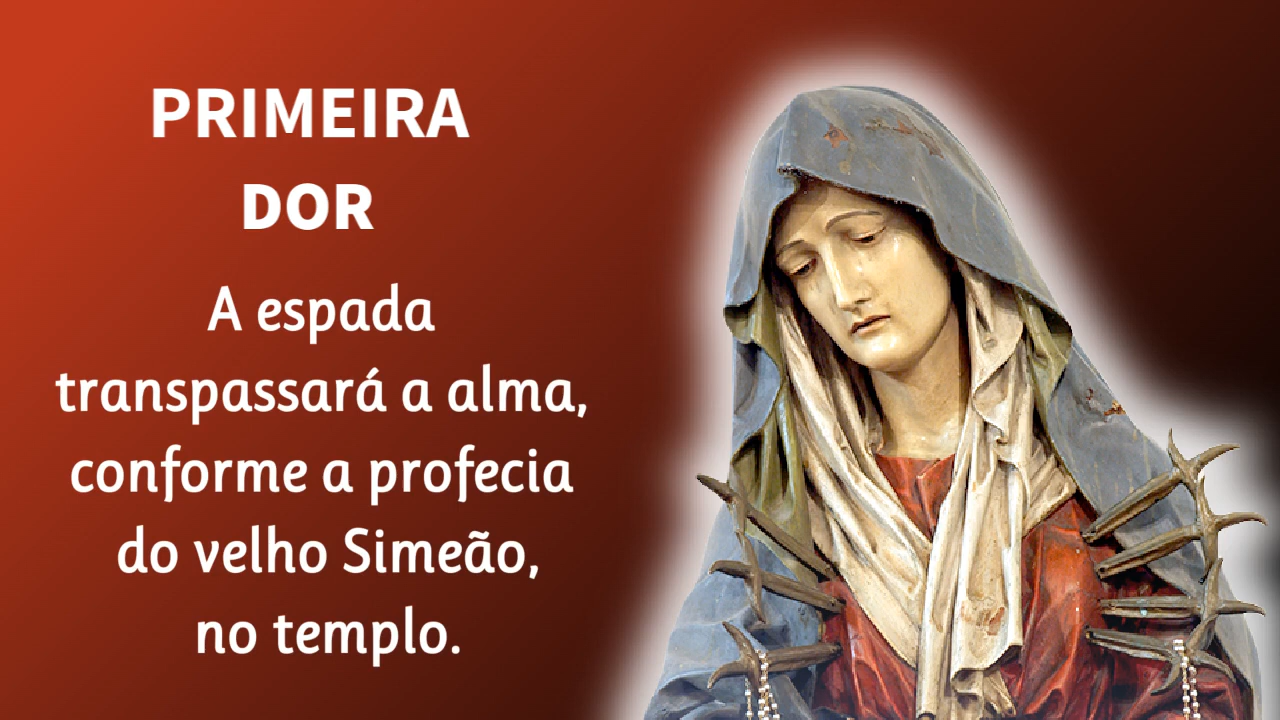 PRIMEIRA
DOR
A espada
transpassará a alma,
conforme a profecia
do velho Simeão,
no templo.